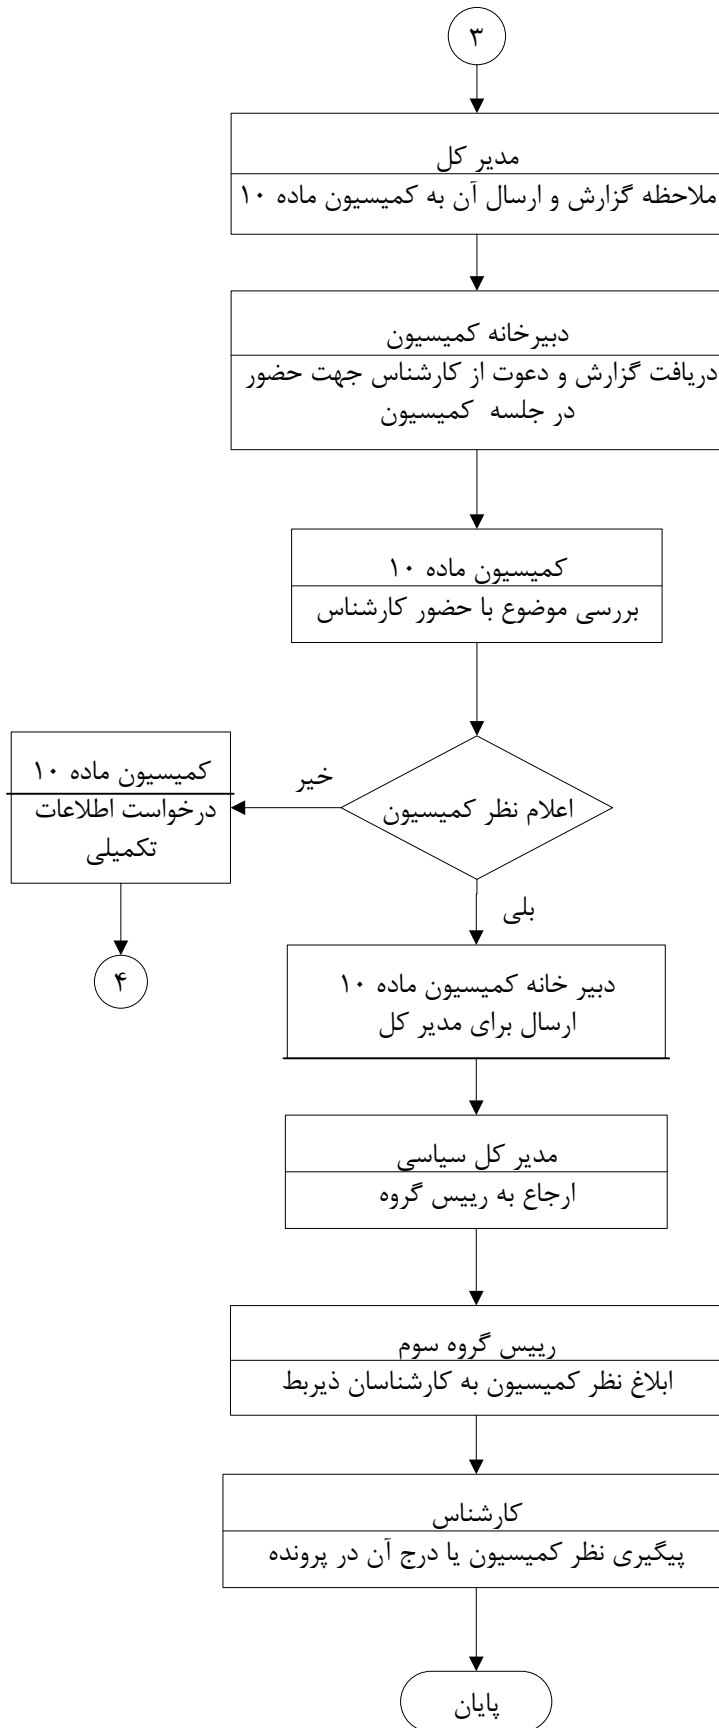 ۳
مدیر کل
ملاحظه گزارش و ارسال آن به کمیسیون ماده ۱۰
دبیرخانه کمیسیون
دریافت گزارش و دعوت از کارشناس جهت حضور
در جلسه کمیسیون
کمیسیون ماده ۱۰
بررسی موضوع با حضور کارشناس
اعلام نظر کمیسیون
خیر
کمیسیون ماده ۱۰
درخواست اطلاعات
تکمیلی
۴
بلی
دبیر خانه کمیسیون ماده ۱۰
ارسال برای مدیر کل
مدیر کل سیاسی
ارجاع به رییس گروه
رییس گروه سوم
ابلاغ نظر کمیسیون به کارشناسان ذیربط
کارشناس
پیگیری نظر کمیسیون یا درج آن در پرونده
پایان